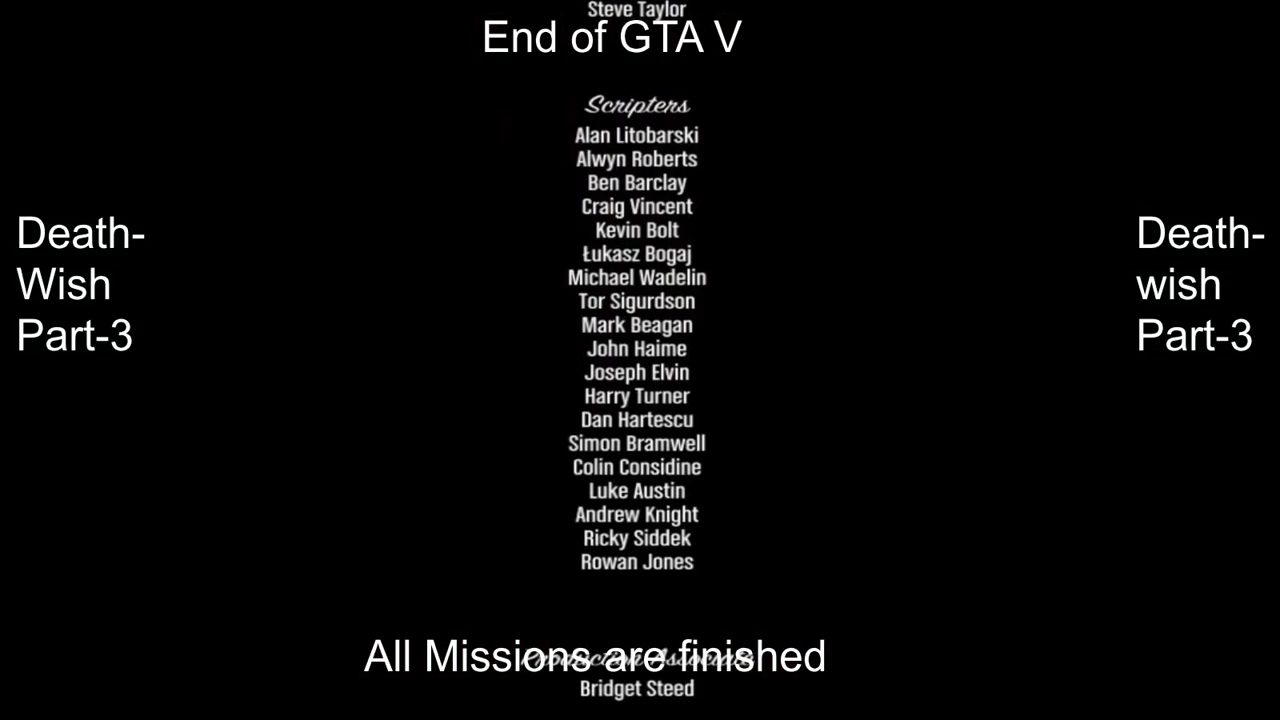 Steve Taylor
End of GTA V
Scripters
Alan Litobarski
Alwyn Roberts
Ben Barclay
Craig Vincent
Death-
Wish
Part-3
Death-
wish
Part-3
Kevin Bolt
Łukasz Bogaj
Michael Wadelin
Tor Sigurdson
Mark Beagan
John Haime
Joseph Elvin
Harry Turner
Dan Hartescu
Simon Bramwell
Colin Considine
Luke Austin
Andrew Knight
Ricky Siddek
Rowan Jones
All Missions are finished
Production Associate
Bridget Steed